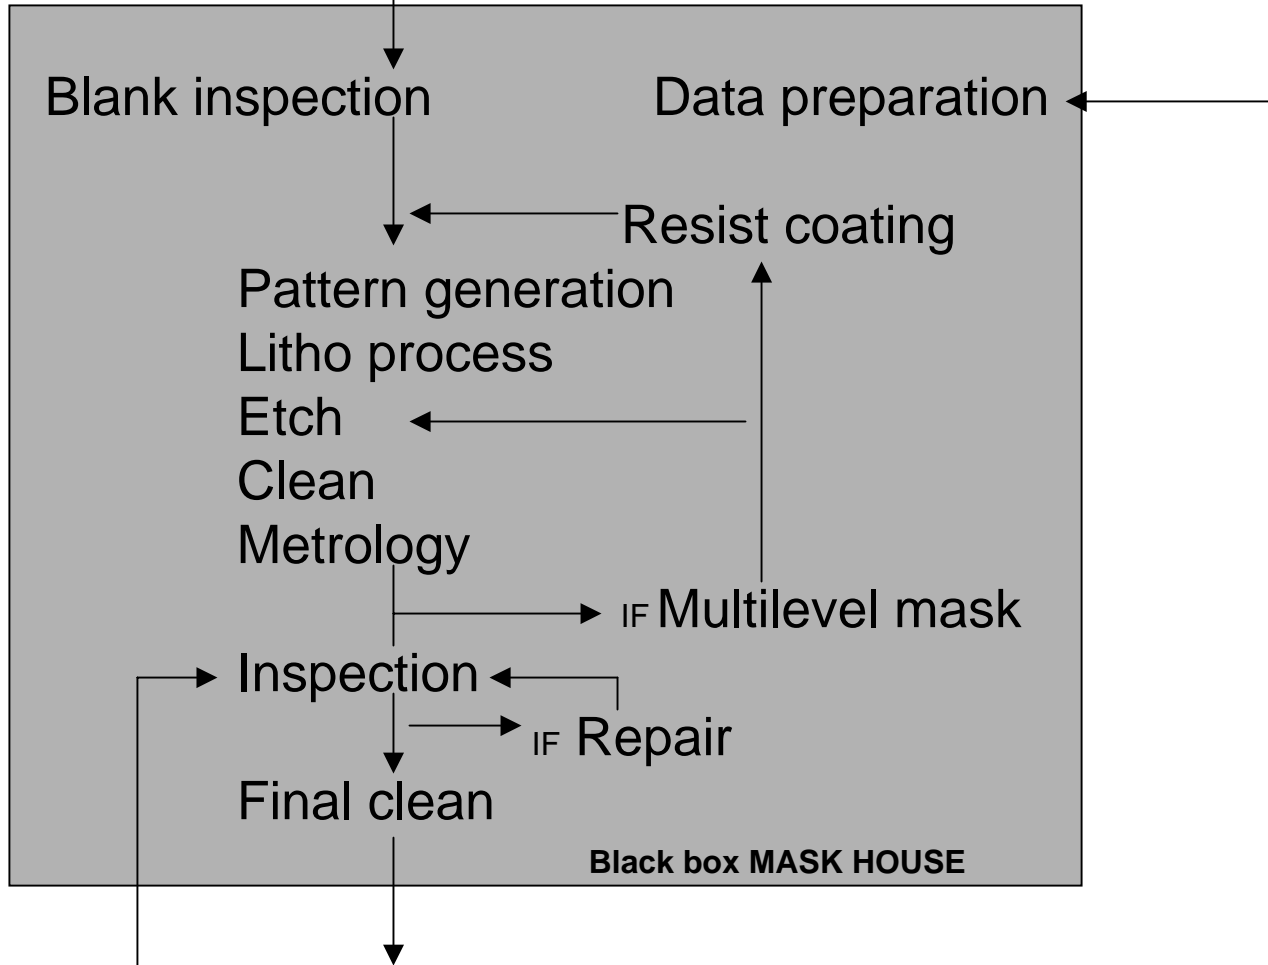 Blank inspection
Data preparation
Resist coating
Pattern generation
Litho process
Etch
Clean
Metrology
IF Multilevel mask
Inspection
IF Repair
Final clean
Black box MASK HOUSE